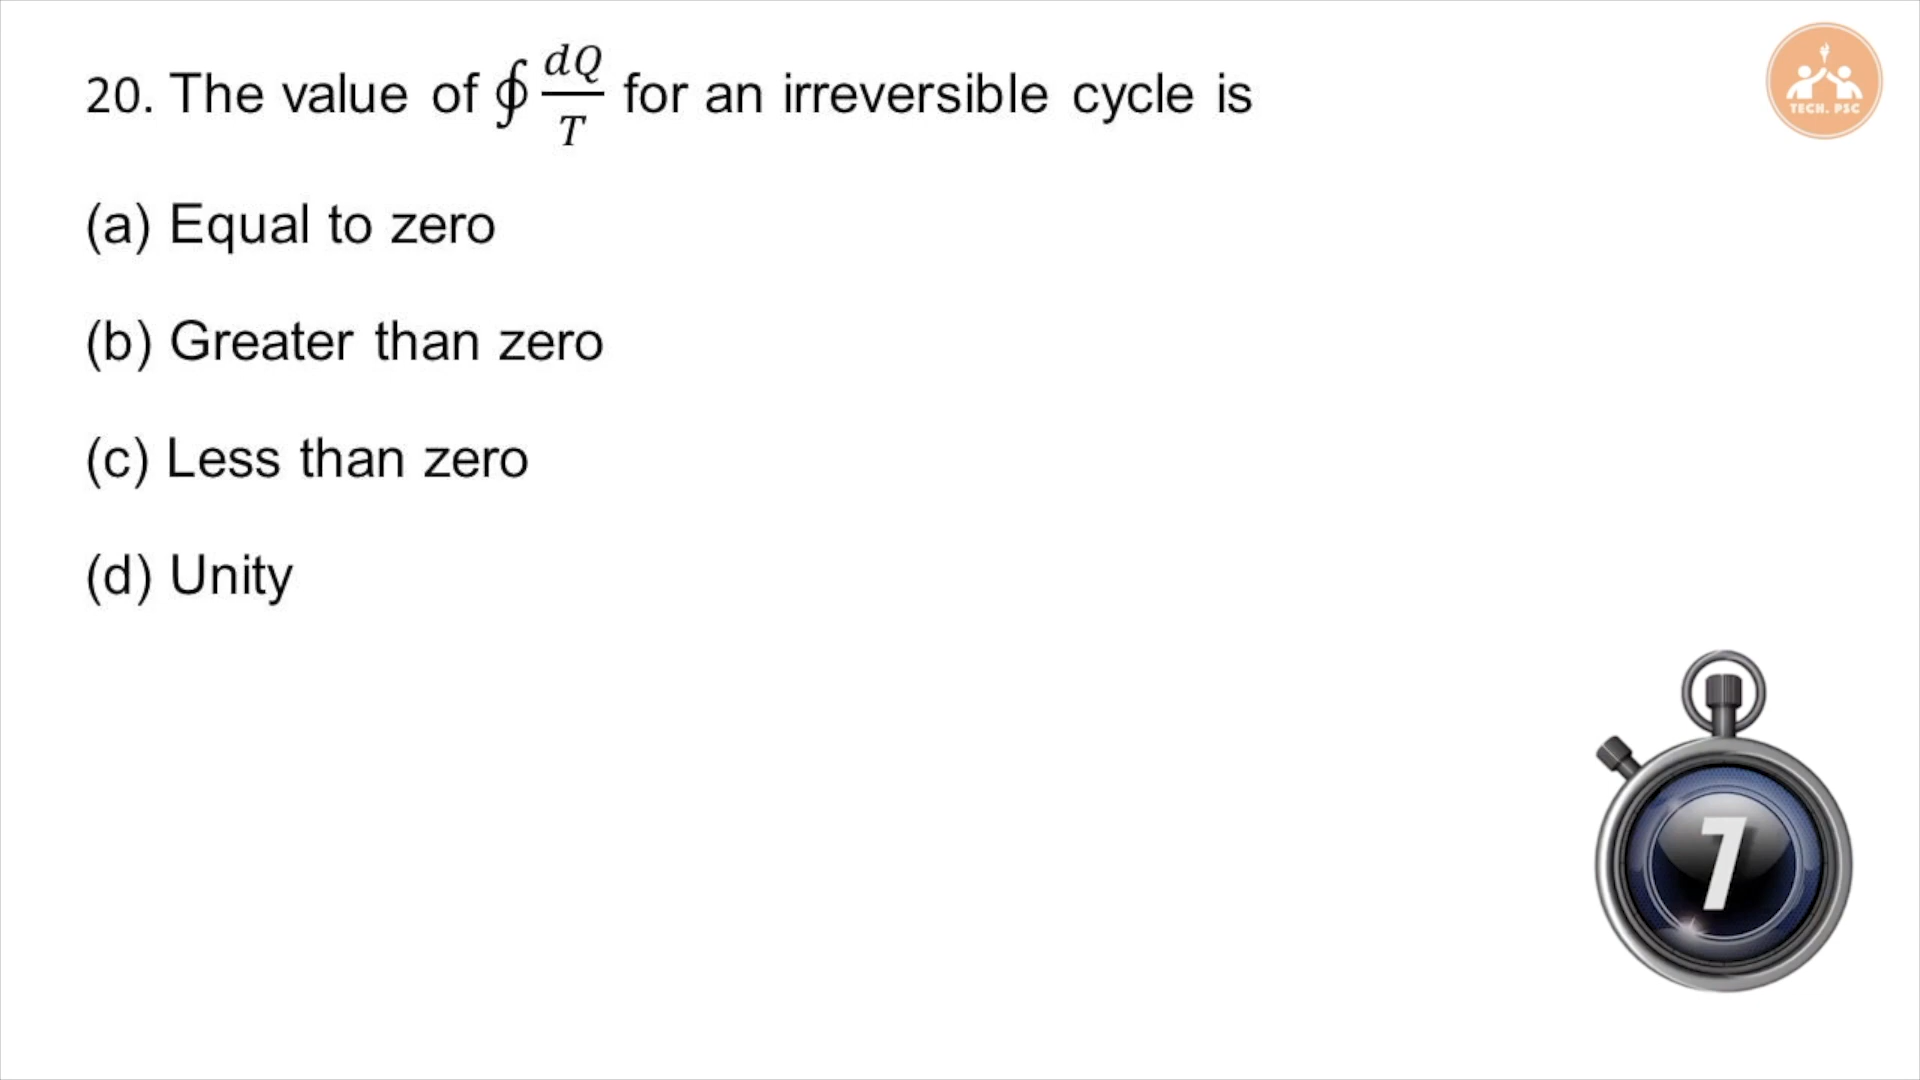 20. The value of ∮ dQ/T for an irreversible cycle is
TECH. PSC
(a) Equal to zero
(b) Greater than zero
(c) Less than zero
(d) Unity
7